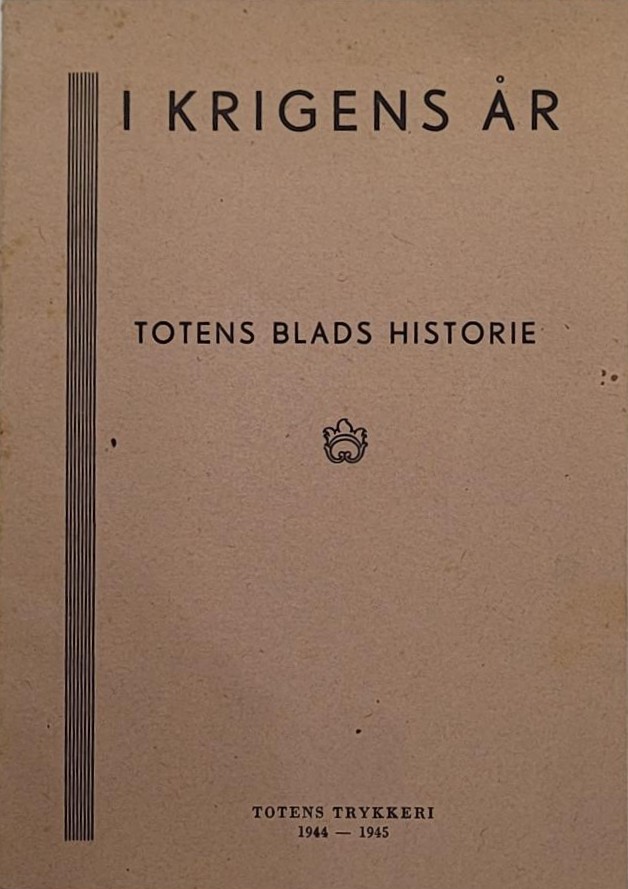 I KRIGENS ÅR
TOTENS BLADS HISTORIE
TOTENS TRYKKERI
1944 — 1945